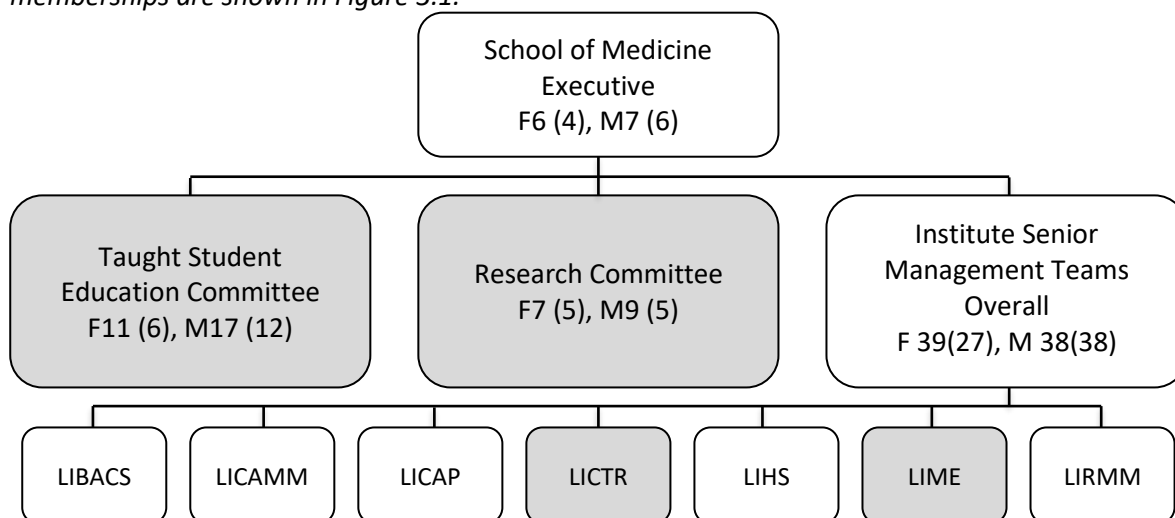 memberships are shown in Figure 5.1.
School of Medicine
Executive
F6 (4), M7 (6)
Taught Student
Education Committee
F11 (6), M17 (12)
Research Committee
F7 (5), M9 (5)
Institute Senior
Management Teams
Overall
F 39(27), M 38(38)
LIBACS
LICAMM
LICAP
LICTR
LIHS
LIME
LIRMM